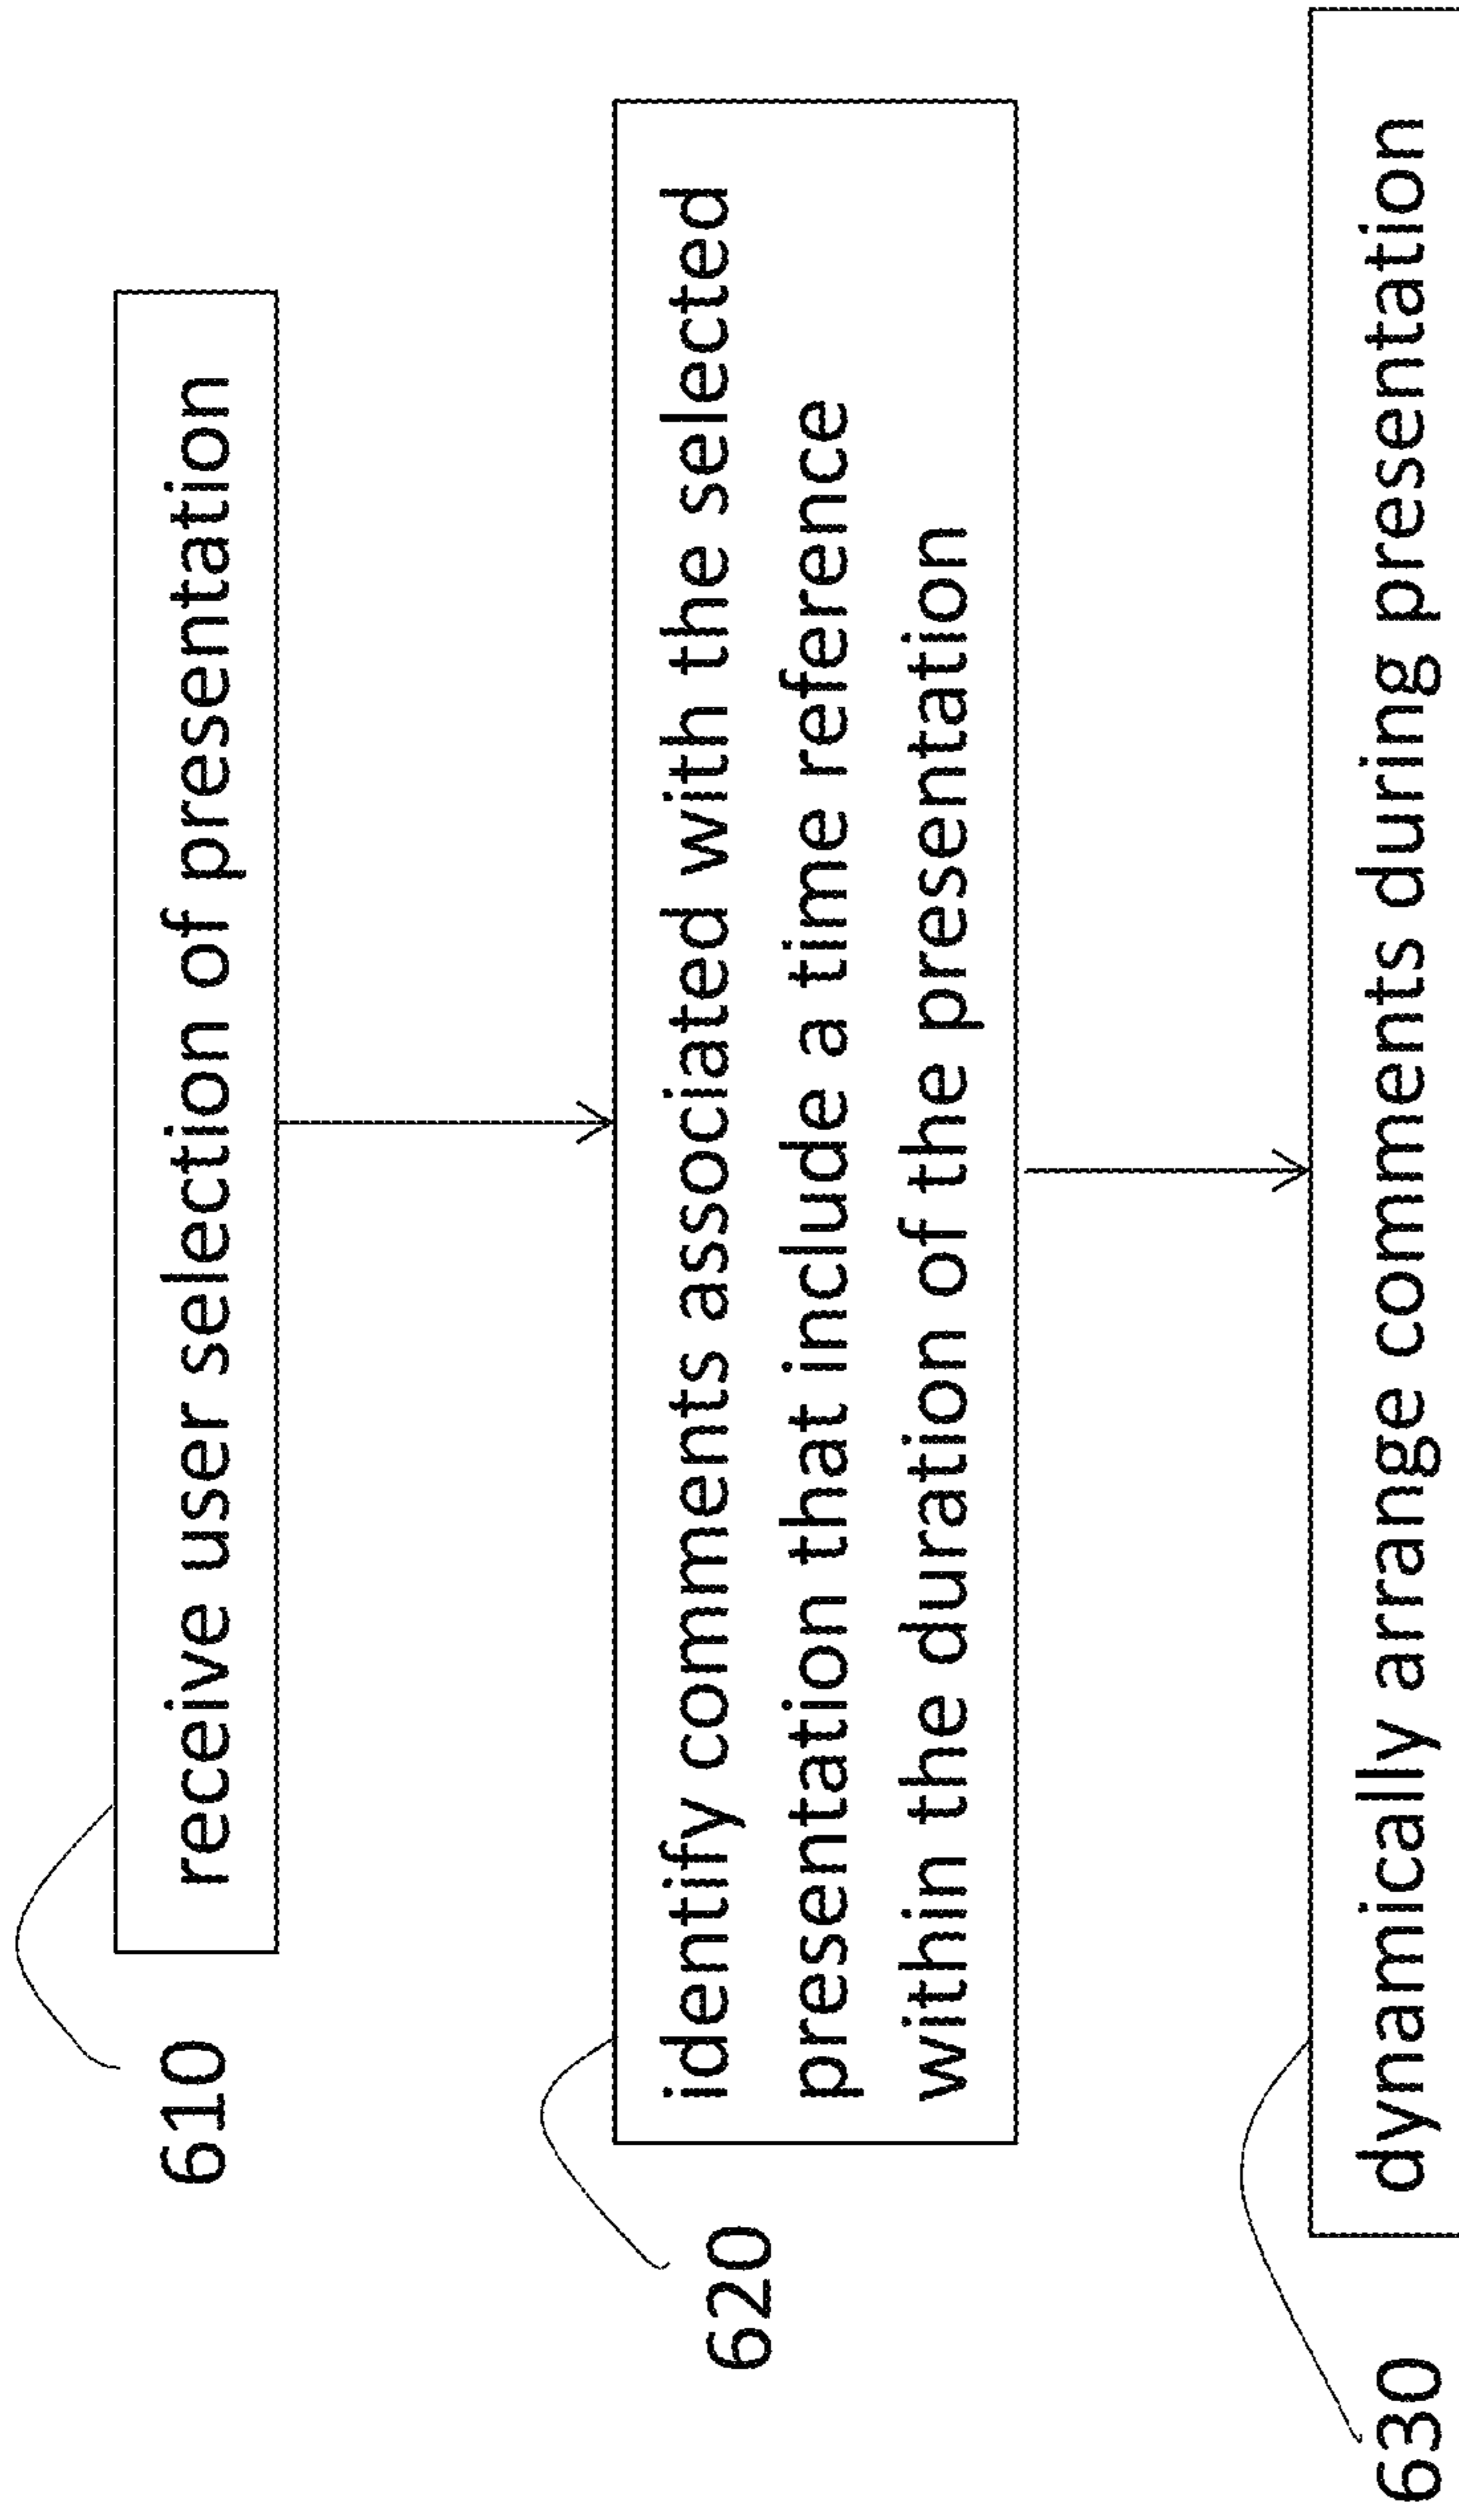 receive user selection of presentation
610
identify comments associated with the selected
presentation that include a time reference
within the duration of the presentation
620
dynamically arrange comments during presentation
630